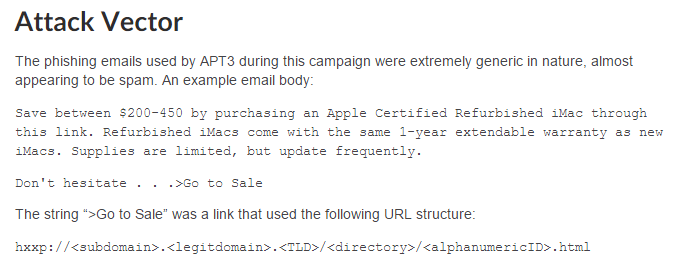 Attack Vector
The phishing emails used by APT3 during this campaign were extremely generic in nature, almost
appearing to be spam. An example email body:
Save between $200-450 by purchasing an Apple Certified Refurbished iMac through
this link. Refurbished iMacs come with the same 1-year extendable warranty as new
iMacs. Supplies are limited, but update frequently.
Don't hesitate . . .>Go to Sale
The string “>Go to Sale” was a link that used the following URL structure:
hxxp://<subdomain>.<legitdomain>.<TLD>/<directory>/<alphanumericID>.html